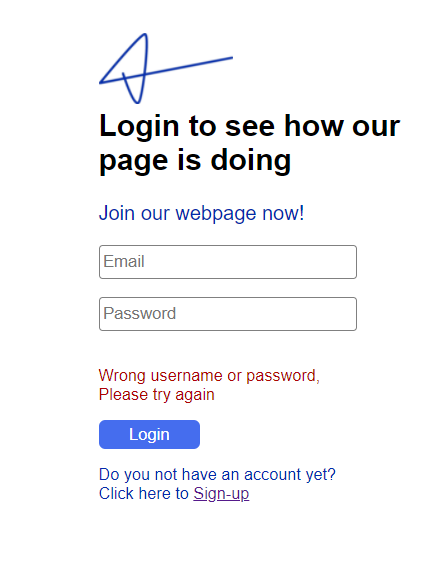 Login to see how our
page is doing
Join our webpage now!
Email
Password
Wrong username or password,
Please try again
Login
Do you not have an account yet?
Click here to Sign-up